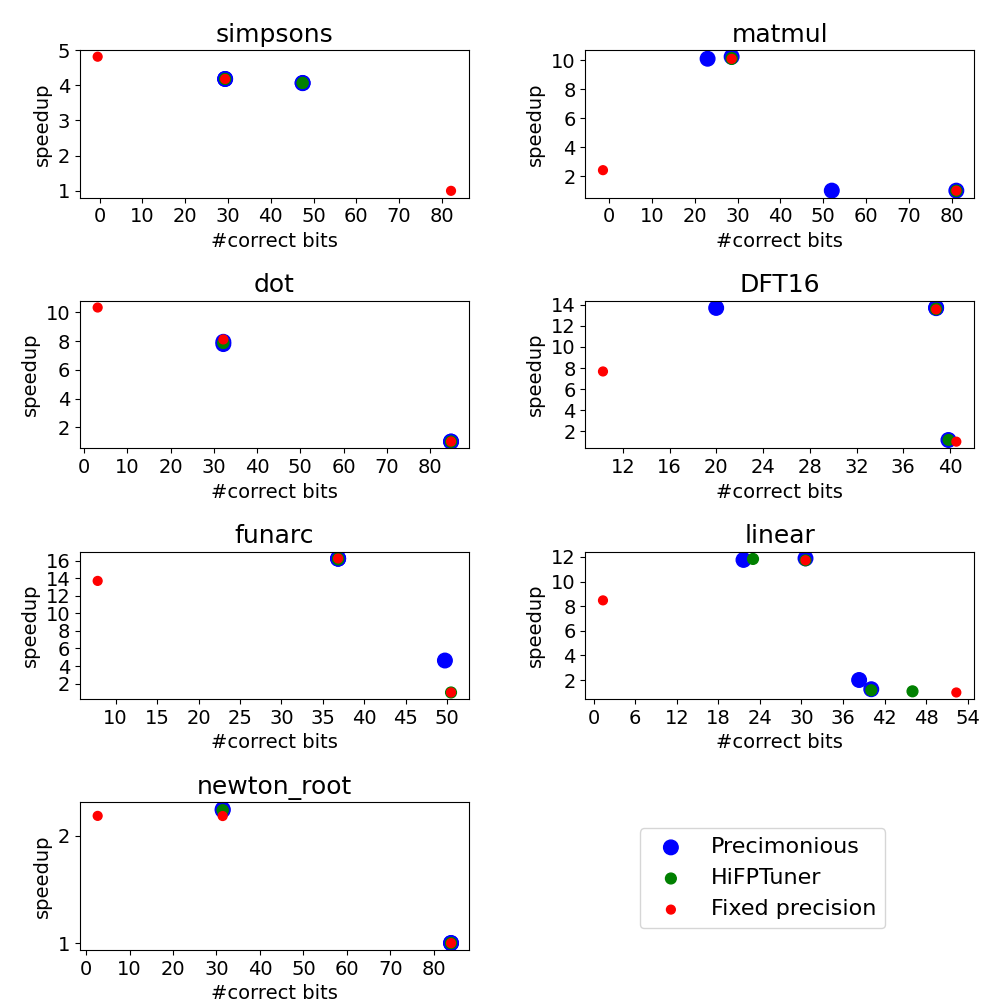 simpsons
5
4
3
2
1
speedup
0 10 20 30 40 50 60 70 80
#correct bits
matmul
10
8
6
4
2
speedup
0 10 20 30 40 50 60 70 80
#correct bits
dot
10
8
6
4
2
speedup
0 10 20 30 40 50 60 70 80
#correct bits
DFT16
14
12
10
8
6
4
2
speedup
12 16 20 24 28 32 36 40
#correct bits
funarc
16
14
12
10
8
6
4
2
speedup
10 15 20 25 30 35 40 45 50
#correct bits
linear
12
10
8
6
4
2
speedup
0 6 12 18 24 30 36 42 48 54
#correct bits
newton_root
2
1
speedup
0 10 20 30 40 50 60 70 80
#correct bits
Precimonious
HiFPTuner
Fixed precision